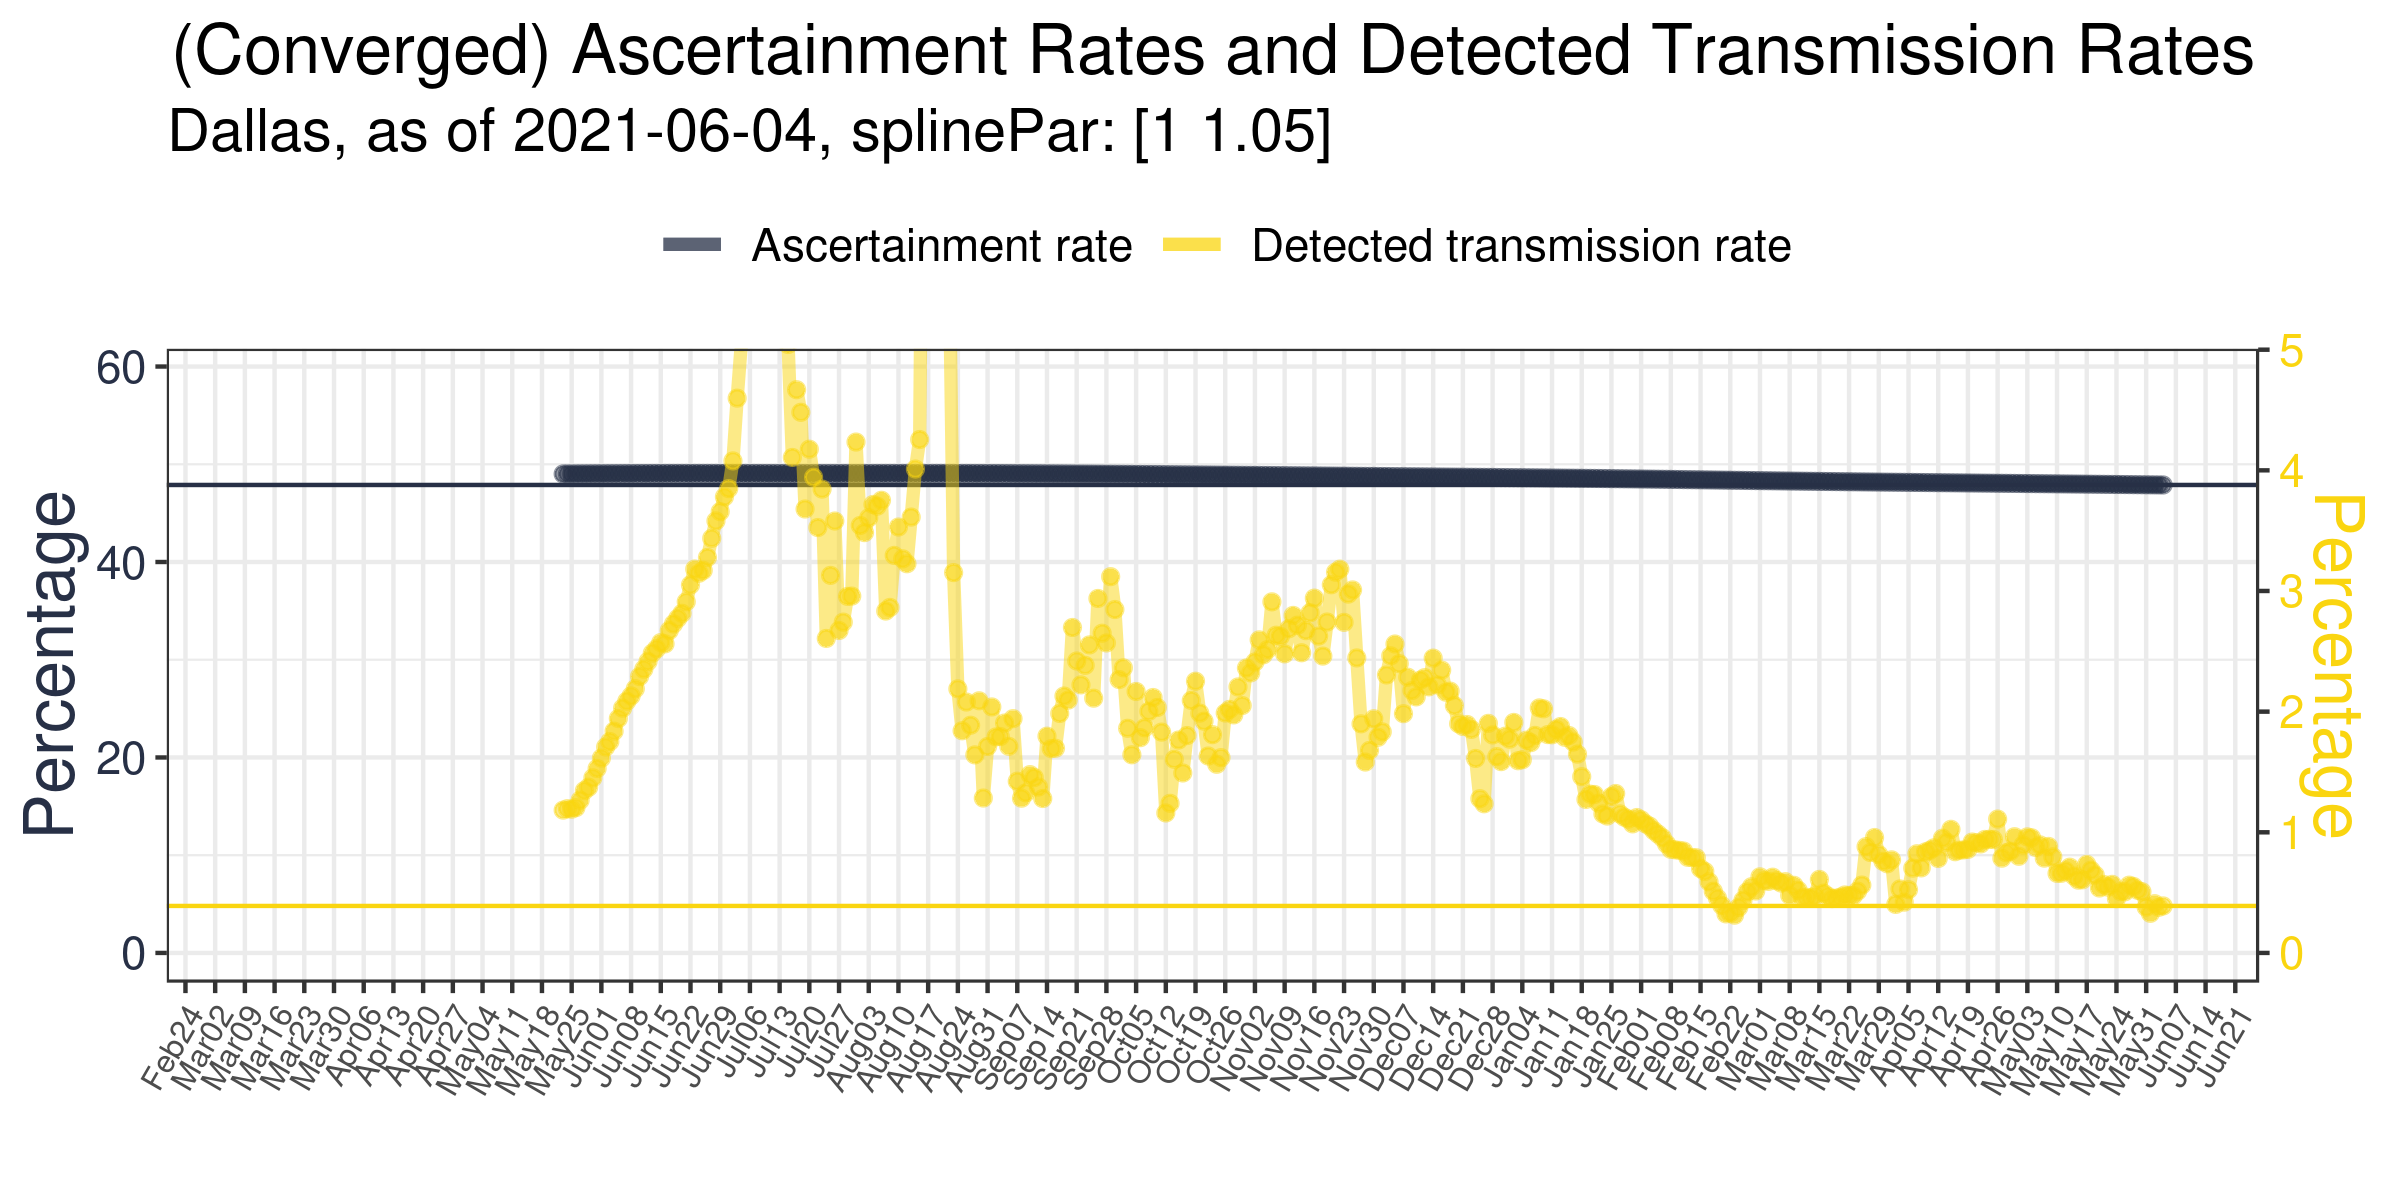 (Converged) Ascertainment Rates and Detected Transmission Rates
Dallas, as of 2021-06-04, splinePar: [1 1.05]
Ascertainment rate
Detected transmission rate
Percentage
60
40
20
0
5
4
3
2
1
0
Percentage
Feb24
Mar02
Mar09
Mar16
Mar23
Mar30
Apr06
Apr13
Apr20
Apr27
May04
May11
May18
May25
Jun01
Jun08
Jun15
Jun22
Jun29
Jul06
Jul13
Jul20
Jul27
Aug03
Aug10
Aug17
Aug24
Aug31
Sep07
Sep14
Sep21
Sep28
Oct05
Oct12
Oct19
Oct26
Nov02
Nov09
Nov16
Nov23
Nov30
Dec07
Dec14
Dec21
Dec28
Jan04
Jan11
Jan18
Jan25
Feb01
Feb08
Feb15
Feb22
Mar01
Mar08
Mar15
Mar22
Mar29
Apr05
Apr12
Apr19
Apr26
May03
May10
May17
May24
May31
Jun07
Jun14
Jun21